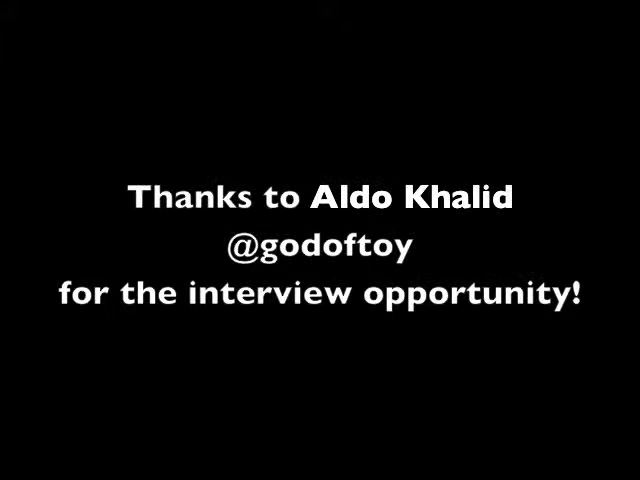 Thanks to Aldo Khalid
@godoftoy
for the interview opportunity!